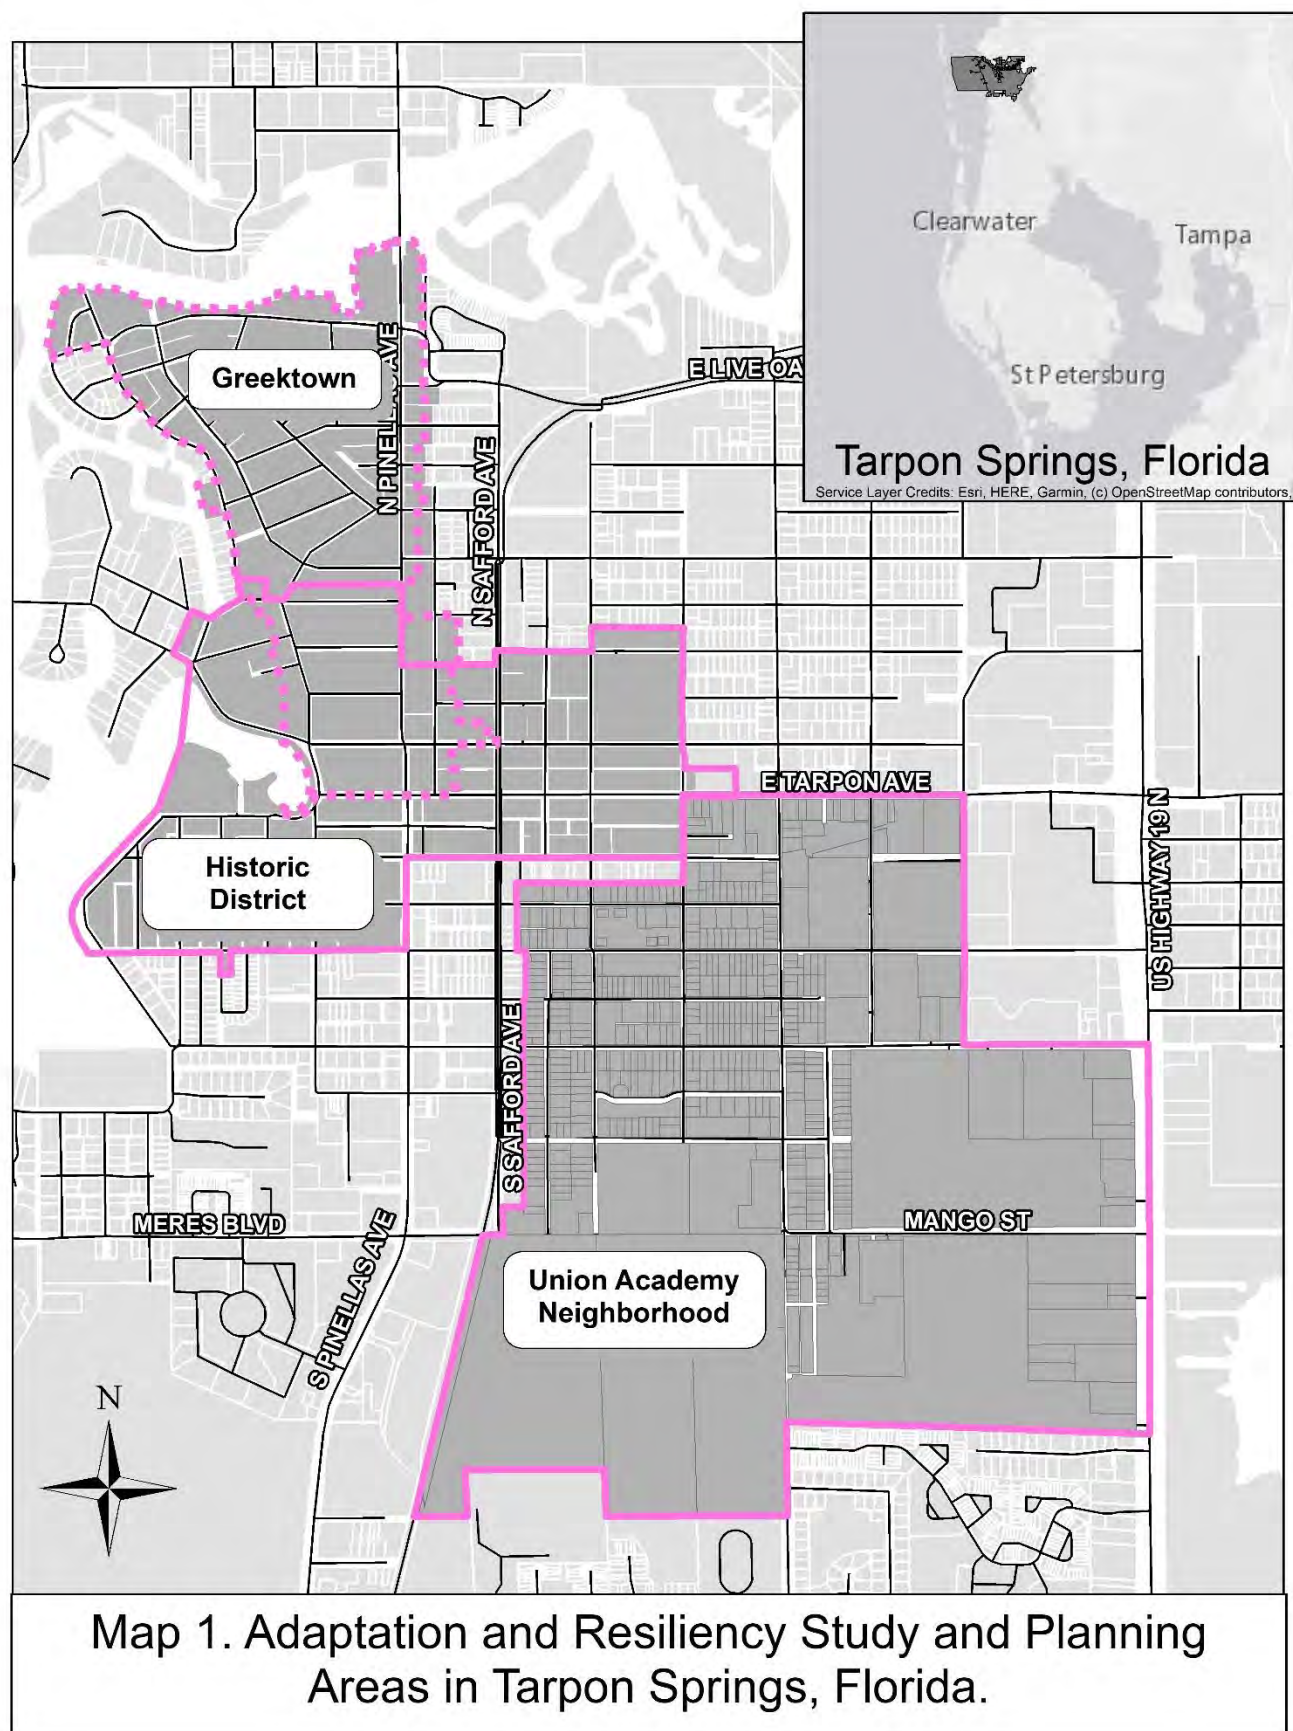 Clearwater
Tampa
St Petersburg
Tarpon Springs, Florida
Service Layer Credits: Esri, HERE, Garmin, (c) OpenStreetMap contributors,
Greektown
N PINELLAS AVE
E LIVE OA
N SAFFORD AVE
E TARPON AVE
US HIGHWAY 19 N
Historic
District
S SAFFORD AVE
MERES BLVD
MANGO ST
S PINELLAS AVE
Union Academy
Neighborhood
N
Map 1. Adaptation and Resiliency Study and Planning
Areas in Tarpon Springs, Florida.